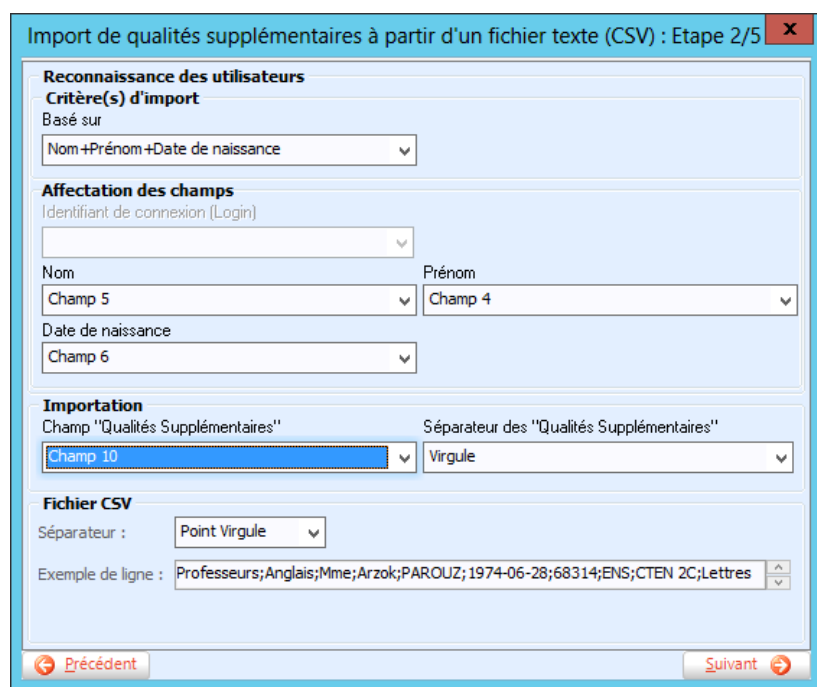 Import de qualités supplémentaires à partir d'un fichier texte (CSV) : Etape 2/5
x
Reconnaissance des utilisateurs
Critère(s) d'import
Basé sur
Nom+Prénom+Date de naissance
Affectation des champs
Identifiant de connexion (Login)
Nom Prénom
Champ 5 Champ 4
Date de naissance
Champ 6
Importation
Champ "Qualités Supplémentaires" Séparateur des "Qualités Supplémentaires"
Champ 10 Virgule
Fichier CSV
Séparateur : Point Virgule
Exemple de ligne : Professeurs;Anglais;Mme;Arzok;PAROUZ;1974-06-28;68314;ENS;CTEN 2C;Lettres
Précédent Suivant